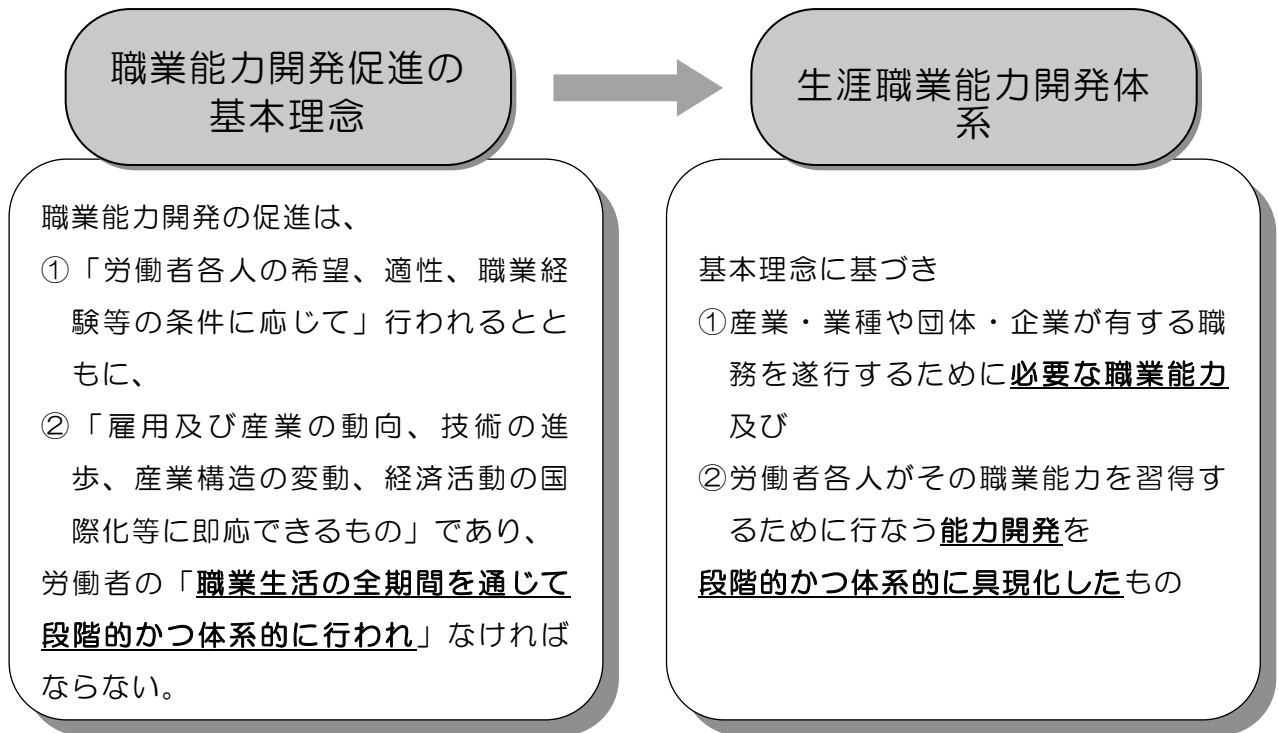 職業能力開発促進の
基本理念
職業能力開発の促進は、
①「労働者各人の希望、適性、職業経
験等の条件に応じて」行われるとと
もに、
②「雇用及び産業の動向、技術の進
歩、産業構造の変動、経済活動の国
際化等に即応できるもの」であり、
労働者の「職業生活の全期間を通じて
段階的かつ体系的に行われ」なければ
ならない。
生涯職業能力開発体
系
基本理念に基づき
①産業・業種や団体・企業が有する職
務を遂行するために必要な職業能力
及び
②労働者各人がその職業能力を習得す
るために行なう能力開発を
段階的かつ体系的に具現化したもの